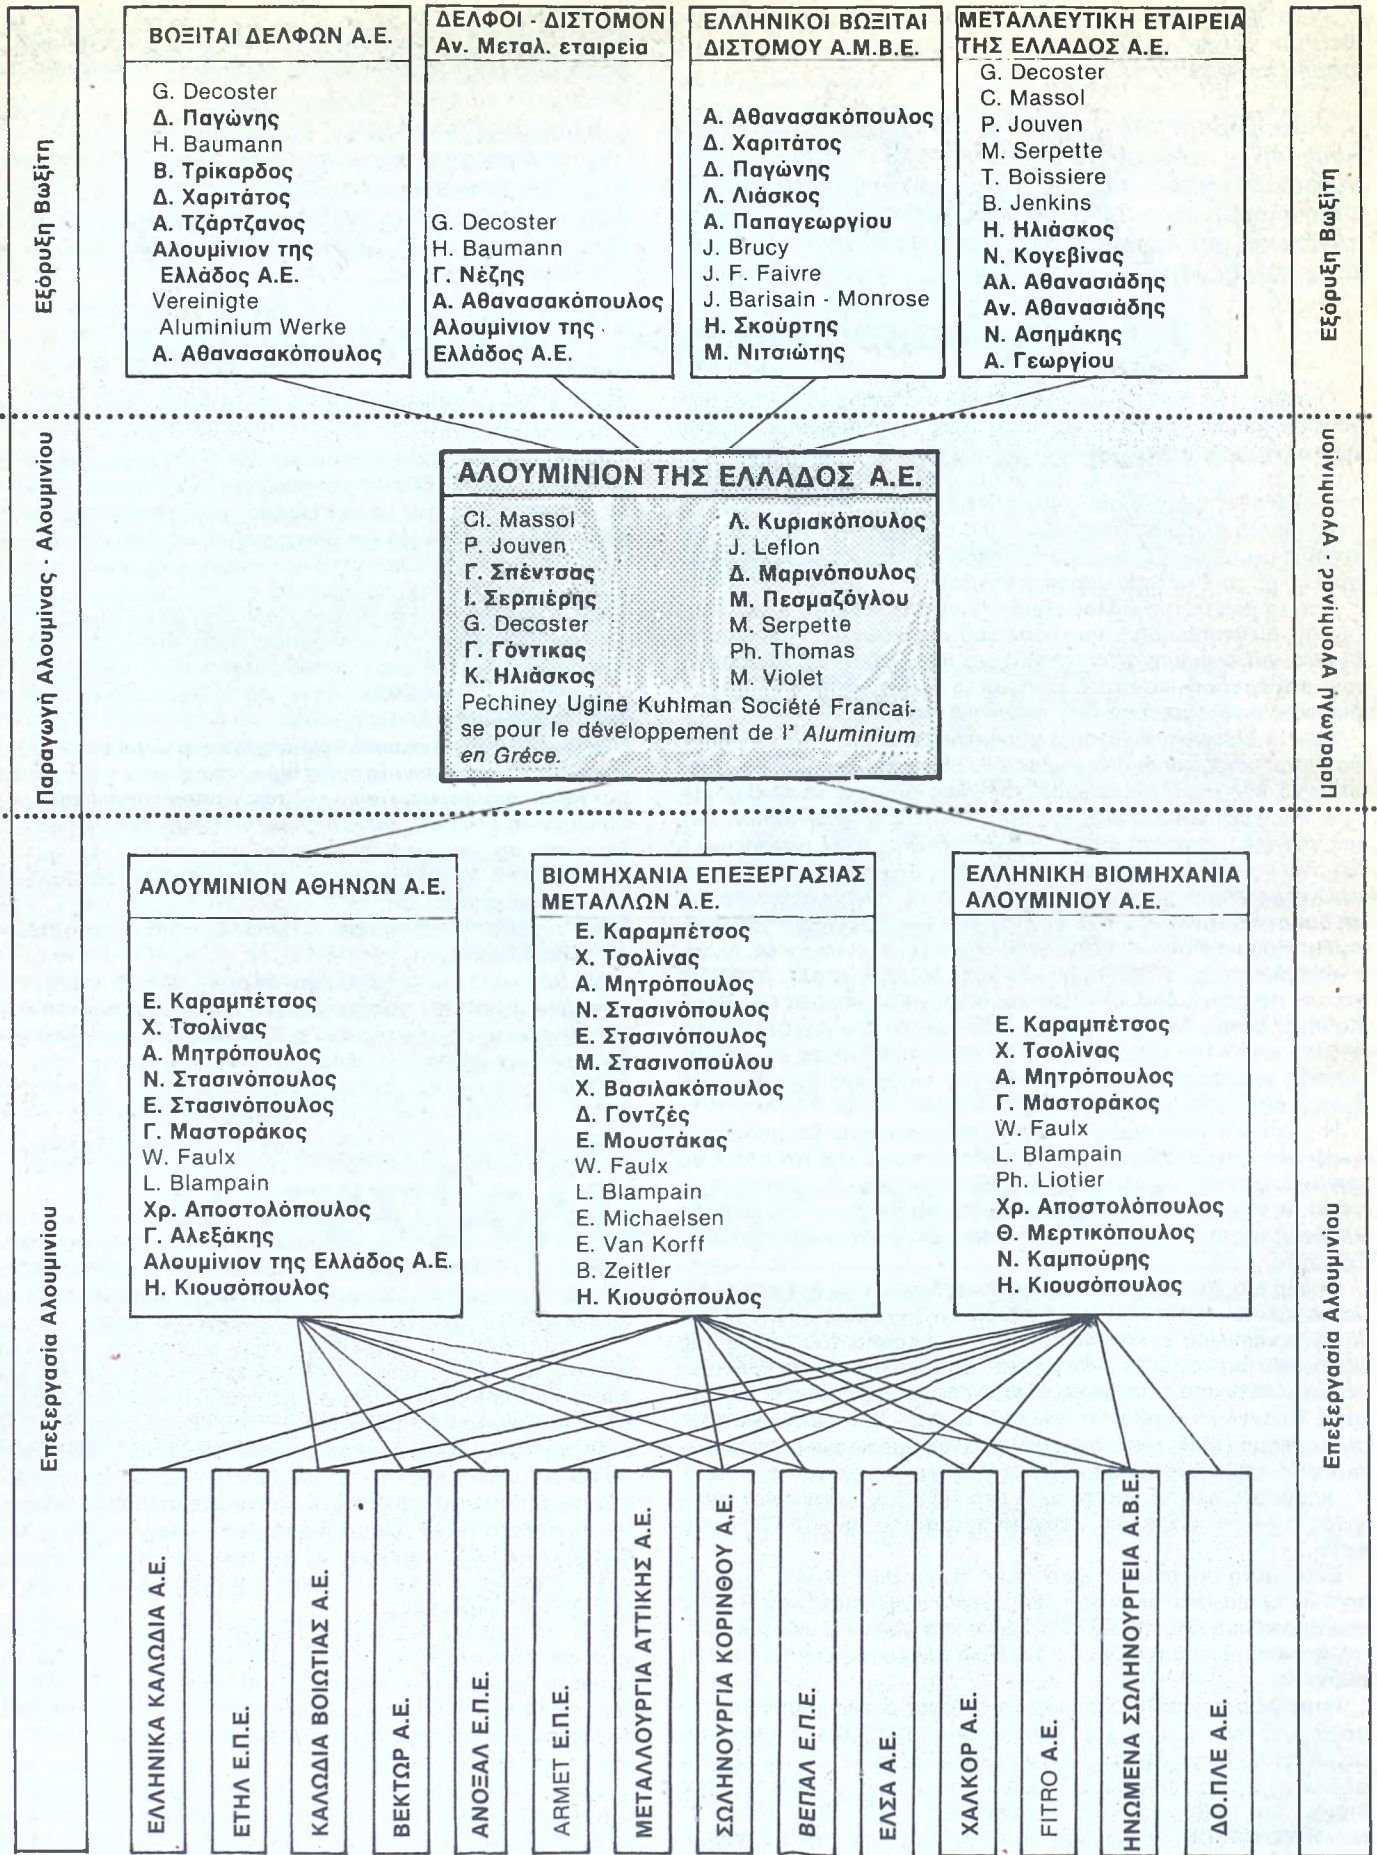 Εξόρυξη Βωξίτη
ΒΩΞΙΤΑΙ ΔΕΛΦΩΝ Α.Ε.
G. Decoster
Δ. Παγώνης
H. Baumann
Β. Τρίκαρδος
Δ. Χαριτάτος
Α. Τζάρτζανος
Αλουμίνιον της
Ελλάδος Α.Ε.
Vereinigte
Aluminium Werke
Α. Αθανασακόπουλος
ΔΕΛΦΟΙ - ΔΙΣΤΟΜΟΝ
Αν. Μεταλ. εταιρεία
G. Decoster
H. Baumann
Γ. Νέζης
Α. Αθανασακόπουλος
Αλουμίνιον της
Ελλάδος Α.Ε.
ΕΛΛΗΝΙΚΟΙ ΒΩΞΙΤΑΙ
ΔΙΣΤΟΜΟΥ Α.Μ.Β.Ε.
Α. Αθανασακόπουλος
Δ. Χαριτάτος
Δ. Παγώνης
Λ. Λιάσκος
Α. Παπαγεωργίου
J. Brucy
J. F. Faivre
J. Barisain - Monrose
Η. Σκούρτης
Μ. Νιτσιώτης
ΜΕΤΑΛΛΕΥΤΙΚΗ ΕΤΑΙΡΕΙΑ
ΤΗΣ ΕΛΛΑΔΟΣ Α.Ε.
G. Decoster
C. Massol
P. Jouven
M. Serpette
T. Boissiere
B. Jenkins
Η. Ηλιάσκος
Ν. Κογεβίνας
Αλ. Αθανασιάδης
Αν. Αθανασιάδης
Ν. Ασημάκης
Α. Γεωργίου
Εξόρυξη Βωξίτη
Παραγωγή Αλουμίνας - Αλουμινίου
ΑΛΟΥΜΙΝΙΟΝ ΤΗΣ ΕΛΛΑΔΟΣ Α.Ε.
Cl. Massol
P. Jouven
Γ. Σπέντσας
Ι. Σερπιέρης
G. Decoster
Γ. Γόντικας
Κ. Ηλιάσκος
Λ. Κυριακόπουλος
J. Leflon
Δ. Μαρινόπουλος
Μ. Πεσμαζόγλου
M. Serpette
Ph. Thomas
M. Violet
Pechiney Ugine Kuhlman Société Francai-
se pour le développement de l' Aluminium
en Gréce.
Παραγωγή Αλουμίνας - Αλουμινίου
Επεξεργασία Αλουμινίου
ΑΛΟΥΜΙΝΙΟΝ ΑΘΗΝΩΝ Α.Ε.
Ε. Καραμπέτσος
Χ. Τσολίνας
Α. Μητρόπουλος
Ν. Στασινόπουλος
Ε. Στασινόπουλος
Γ. Μαστοράκος
W. Faulx
L. Blampain
Χρ. Αποστολόπουλος
Γ. Αλεξάκης
Αλουμίνιον της Ελλάδος Α.Ε.
Η. Κιουσόπουλος
ΒΙΟΜΗΧΑΝΙΑ ΕΠΕΞΕΡΓΑΣΙΑΣ
ΜΕΤΑΛΛΩΝ Α.Ε.
Ε. Καραμπέτσος
Χ. Τσολίνας
Α. Μητρόπουλος
Ν. Στασινόπουλος
Ε. Στασινόπουλος
Μ. Στασινοπούλου
Χ. Βασιλακόπουλος
Δ. Γοντζές
Ε. Μουστάκας
W. Faulx
L. Blampain
E. Michaelsen
E. Van Korff
B. Zeitler
Η. Κιουσόπουλος
ΕΛΛΗΝΙΚΗ ΒΙΟΜΗΧΑΝΙΑ
ΑΛΟΥΜΙΝΙΟΥ Α.Ε.
Ε. Καραμπέτσος
Χ. Τσολίνας
Α. Μητρόπουλος
Γ. Μαστοράκος
W. Faulx
L. Blampain
Ph. Liotier
Χρ. Αποστολόπουλος
Θ. Μερτικόπουλος
Ν. Καμπούρης
Η. Κιουσόπουλος
Επεξεργασία Αλουμινίου
ΕΛΛΗΝΙΚΑ ΚΑΛΩΔΙΑ Α.Ε.
ΕΤΗΛ Ε.Π.Ε.
ΚΑΛΩΔΙΑ ΒΟΙΩΤΙΑΣ Α.Ε.
ΒΕΚΤΩΡ Α.Ε.
ΑΝΟΞΑΛ Ε.Π.Ε.
ARMET Ε.Π.Ε.
ΜΕΤΑΛΛΟΥΡΓΙΑ ΑΤΤΙΚΗΣ Α.Ε.
ΣΩΛΗΝΟΥΡΓΙΑ ΚΟΡΙΝΘΟΥ Α.Ε.
ΒΕΠΑΛ Ε.ΠΕ.
ΕΛΣΑ Α.Ε.
ΧΑΛΚΟΡ Α.Ε.
FITRO Α.Ε.
ΗΝΩΜΕΝΑ ΣΩΛΗΝΟΥΡΓΕΙΑ Α.Β.Ε.
ΔΟ.ΠΛΕ Α.Ε.